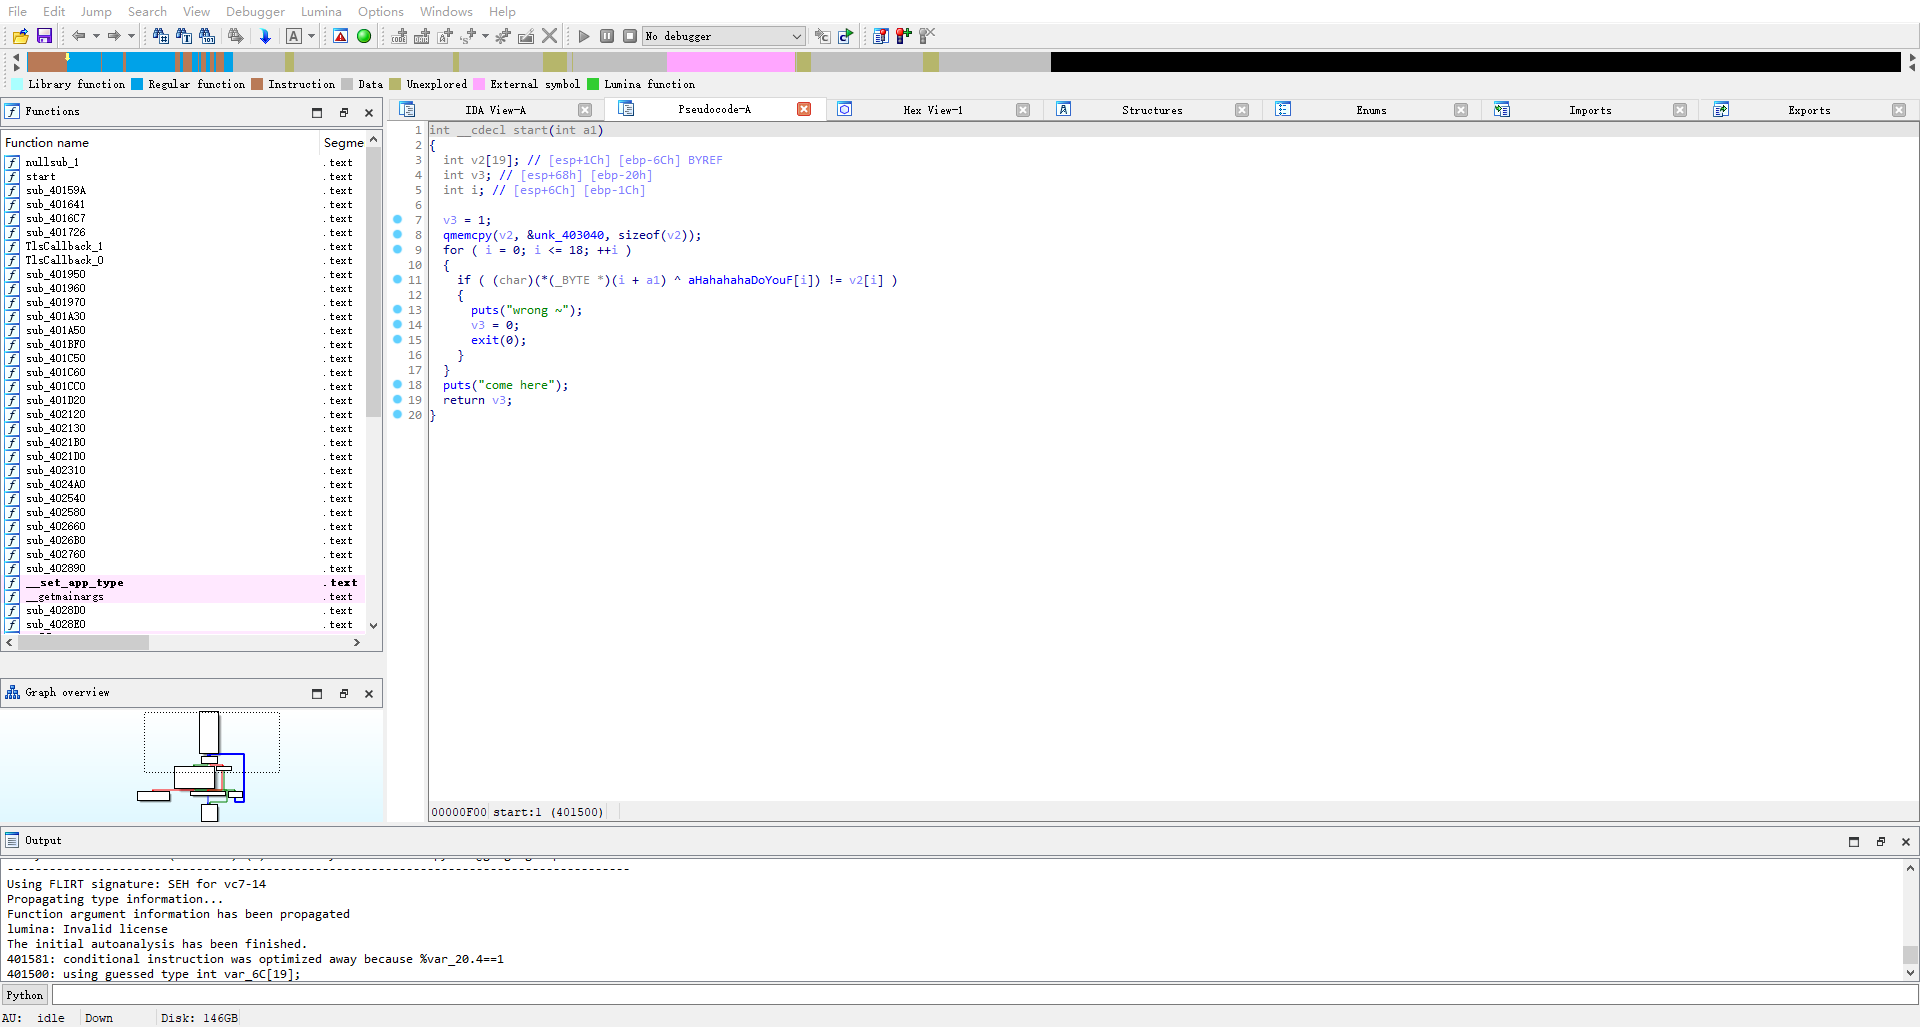 File Edit Jump Search View Debugger Lumina Options Windows Help
No debugger
Library function Regular function Instruction Data Unexplored External symbol Lumina function
Functions
IDA View-A Pseudocode-A Hex View-1 Structures Enums Imports Exports
Function name Segme
nullsub_1 .text
start .text
sub_40159A .text
sub_401641 .text
sub_4016C7 .text
sub_401726 .text
TlsCallback_1 .text
TlsCallback_0 .text
sub_401950 .text
sub_401960 .text
sub_401970 .text
sub_401A30 .text
sub_401A50 .text
sub_401BF0 .text
sub_401C50 .text
sub_401C60 .text
sub_401CC0 .text
sub_401D20 .text
sub_402120 .text
sub_402130 .text
sub_4021B0 .text
sub_4021D0 .text
sub_402310 .text
sub_4024A0 .text
sub_402540 .text
sub_402580 .text
sub_402660 .text
sub_4026B0 .text
sub_402760 .text
sub_402890 .text
__set_app_type .text
__getmainargs .text
sub_4028D0 .text
sub_4028E0 .text
1 int __cdecl start(int a1)
2 {
3 int v2[19]; // [esp+1Ch] [ebp-6Ch] BYREF
4 int v3; // [esp+68h] [ebp-20h]
5 int i; // [esp+6Ch] [ebp-1Ch]
6
7 v3 = 1;
8 qmemcpy(v2, &unk_403040, sizeof(v2));
9 for ( i = 0; i <= 18; ++i )
10 {
11 if ( (char)(*(_BYTE *)(i + a1) ^ aHahahahaDoYouF[i]) != v2[i] )
12 {
13 puts("wrong ~");
14 v3 = 0;
15 exit(0);
16 }
17 }
18 puts("come here");
19 return v3;
20 }
00000F00 start:1 (401500)
Graph overview
Output
Using FLIRT signature: SEH for vc7-14
Propagating type information...
Function argument information has been propagated
lumina: Invalid license
The initial autoanalysis has been finished.
401581: conditional instruction was optimized away because %var_20.4==1
401500: using guessed type int var_6C[19];
Python
AU: idle Down Disk: 146GB